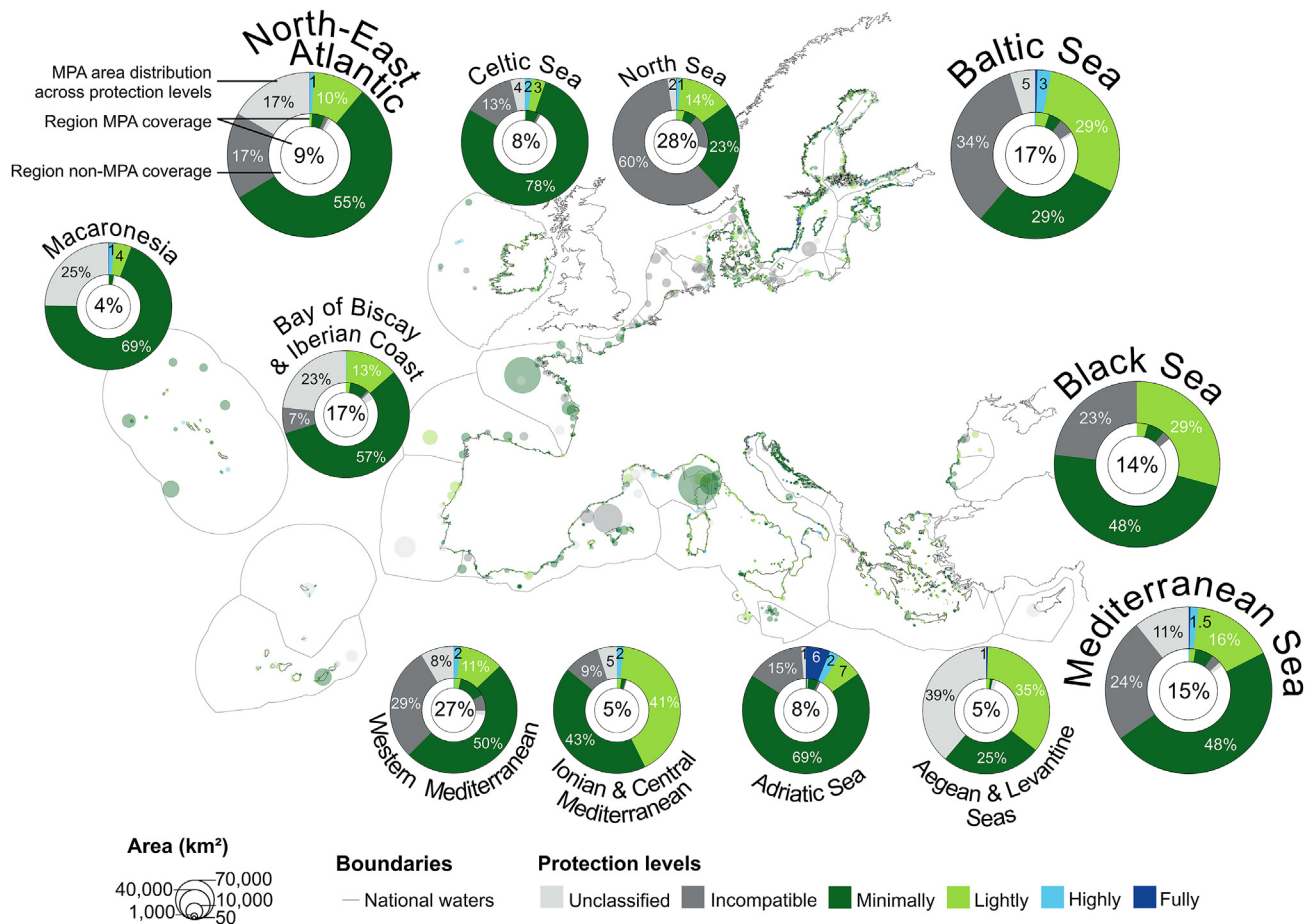 North-East
Atlantic
MPA area distribution
across protection levels
Region MPA coverage
Region non-MPA coverage
1
10%
55%
17%
17%
9%
Celtic Sea
4
2
3
13%
78%
8%
North Sea
2
1
14%
23%
60%
28%
Baltic Sea
5
3
29%
29%
34%
17%
Macaronesia
1
4
25%
69%
4%
Bay of Biscay
& Iberian Coast
13%
23%
7%
57%
17%
Black Sea
29%
23%
48%
14%
Mediterranean Sea
1.5
16%
11%
24%
48%
15%
Western Mediterranean
2
11%
8%
29%
50%
27%
Ionian & Central
Mediterranean
2
5
9%
41%
43%
5%
Adriatic Sea
1
6
2
7
15%
69%
8%
Aegean & Levantine
Seas
1
35%
39%
25%
5%
Area (km²)
70,000
40,000
10,000
1,000
50
Boundaries
National waters
Protection levels
Unclassified
Incompatible
Minimally
Lightly
Highly
Fully